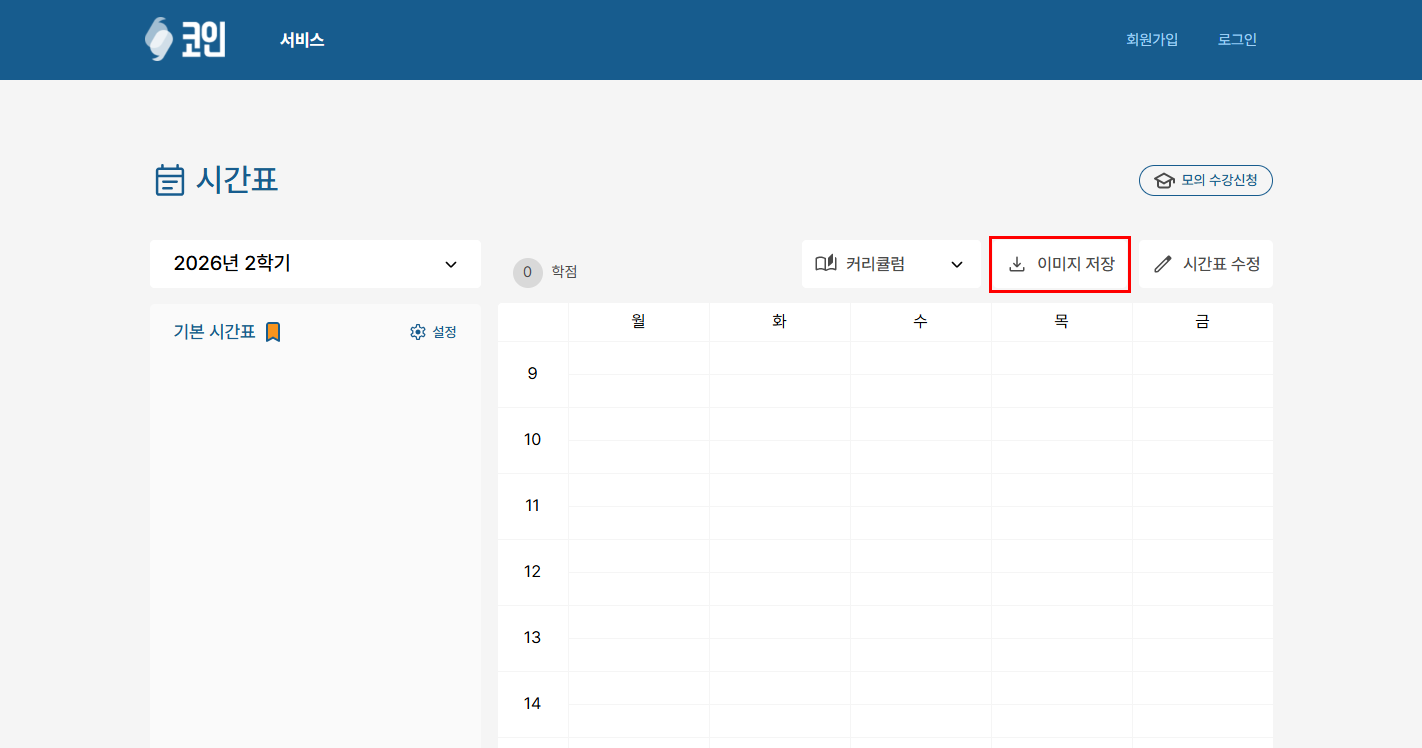 코인
서비스
회원가입
로그인
시간표
모의 수강신청
2026년 2학기
0 학점
커리큘럼
이미지 저장
시간표 수정
기본 시간표
설정
월 화 수 목 금
9
10
11
12
13
14